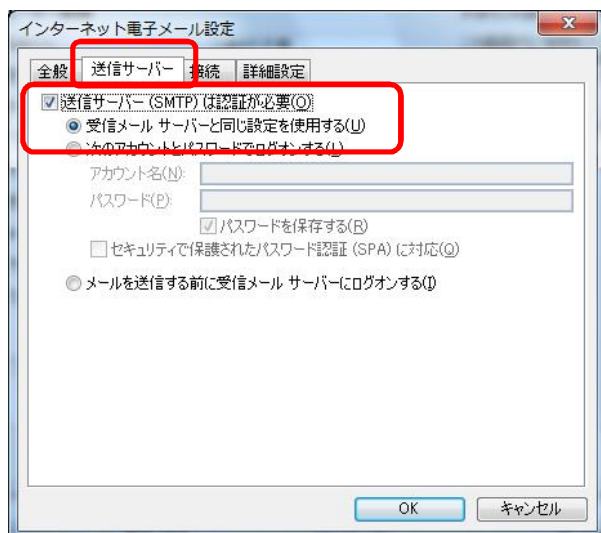 インターネット電子メール設定
全般 送信サーバー 接続 詳細設定
送信サーバー (SMTP) は認証が必要(O)
受信メール サーバーと同じ設定を使用する(U)
次のアカウントとパスワードでログオンする(L)
アカウント名(N):
パスワード(P):
パスワードを保存する(R)
セキュリティで保護されたパスワード認証 (SPA) に対応(Q)
メールを送信する前に受信メール サーバーにログオンする(I)
OK キャンセル